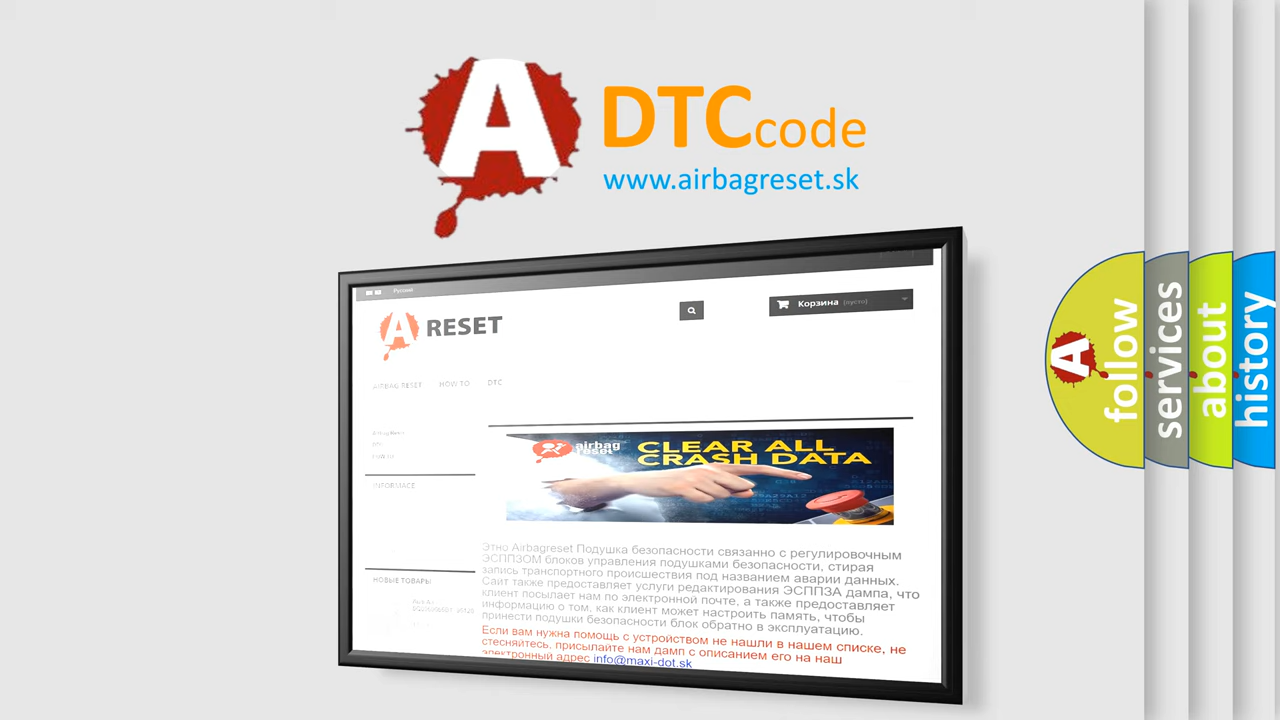 A
DTC code
www.airbagreset.sk
Русский
A RESET
Корзина (пусто)
AIRBAG RESET HOW TO DTC
INFORMACE
НОВЫЕ ТОВАРЫ
airbag
reset
CLEAR ALL
CRASH DATA
Этно Airbagreset Подушка безопасности связанно с регулировочным
ЭСППЗОМ блоков управления подушками безопасности, стирая
запись транспортного происшествия под названием аварии данных.
Сайт также предоставляет услуги редактирования ЭСППЗА дампа, что
клиент посылает нам по электронной почте, а также предоставляет
информацию о том, как клиент может настроить память, чтобы
принести подушки безопасности блок обратно в эксплуатацию.
Если вам нужна помощь с устройством не нашли в нашем списке, не
стесняйтесь, присылайте нам дамп с описанием его на наш
электронный адрес info@maxi-dot.sk
A
follow
services
about
history